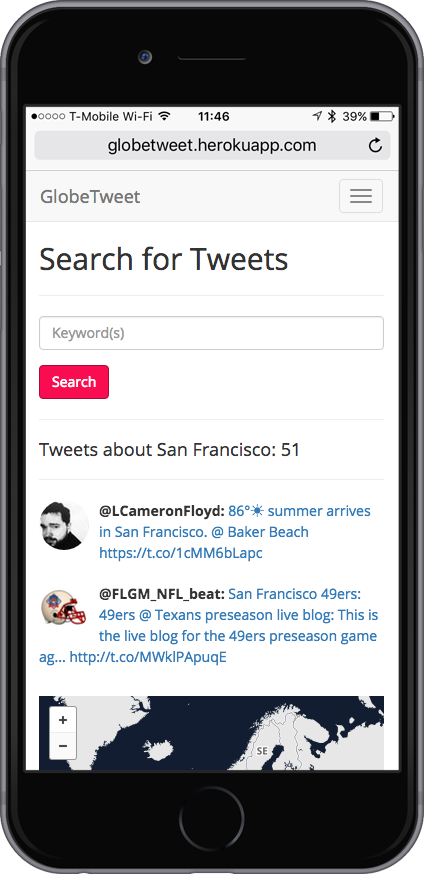 ●○○○○ T-Mobile Wi-Fi 11:46 39%
globetweet.herokuapp.com
GlobeTweet
Search for Tweets
Keyword(s)
Search
Tweets about San Francisco: 51
@LCameronFloyd: 86°☀ summer arrives
in San Francisco. @ Baker Beach
https://t.co/1cMM6bLapc
@FLGM_NFL_beat: San Francisco 49ers:
49ers @ Texans preseason live blog: This is
the live blog for the 49ers preseason game
ag... http://t.co/MWklPApuqE
+
SE
−